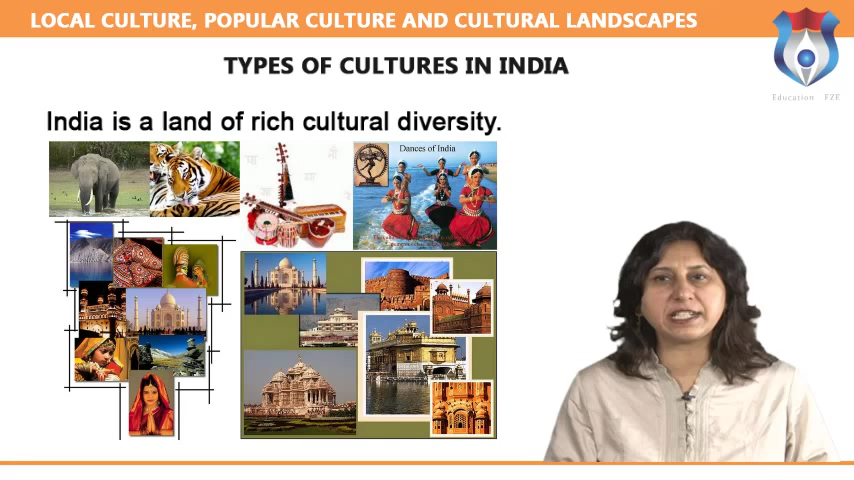 LOCAL CULTURE, POPULAR CULTURE AND CULTURAL LANDSCAPES
TYPES OF CULTURES IN INDIA
Education FZE
India is a land of rich cultural diversity.
Dances of India